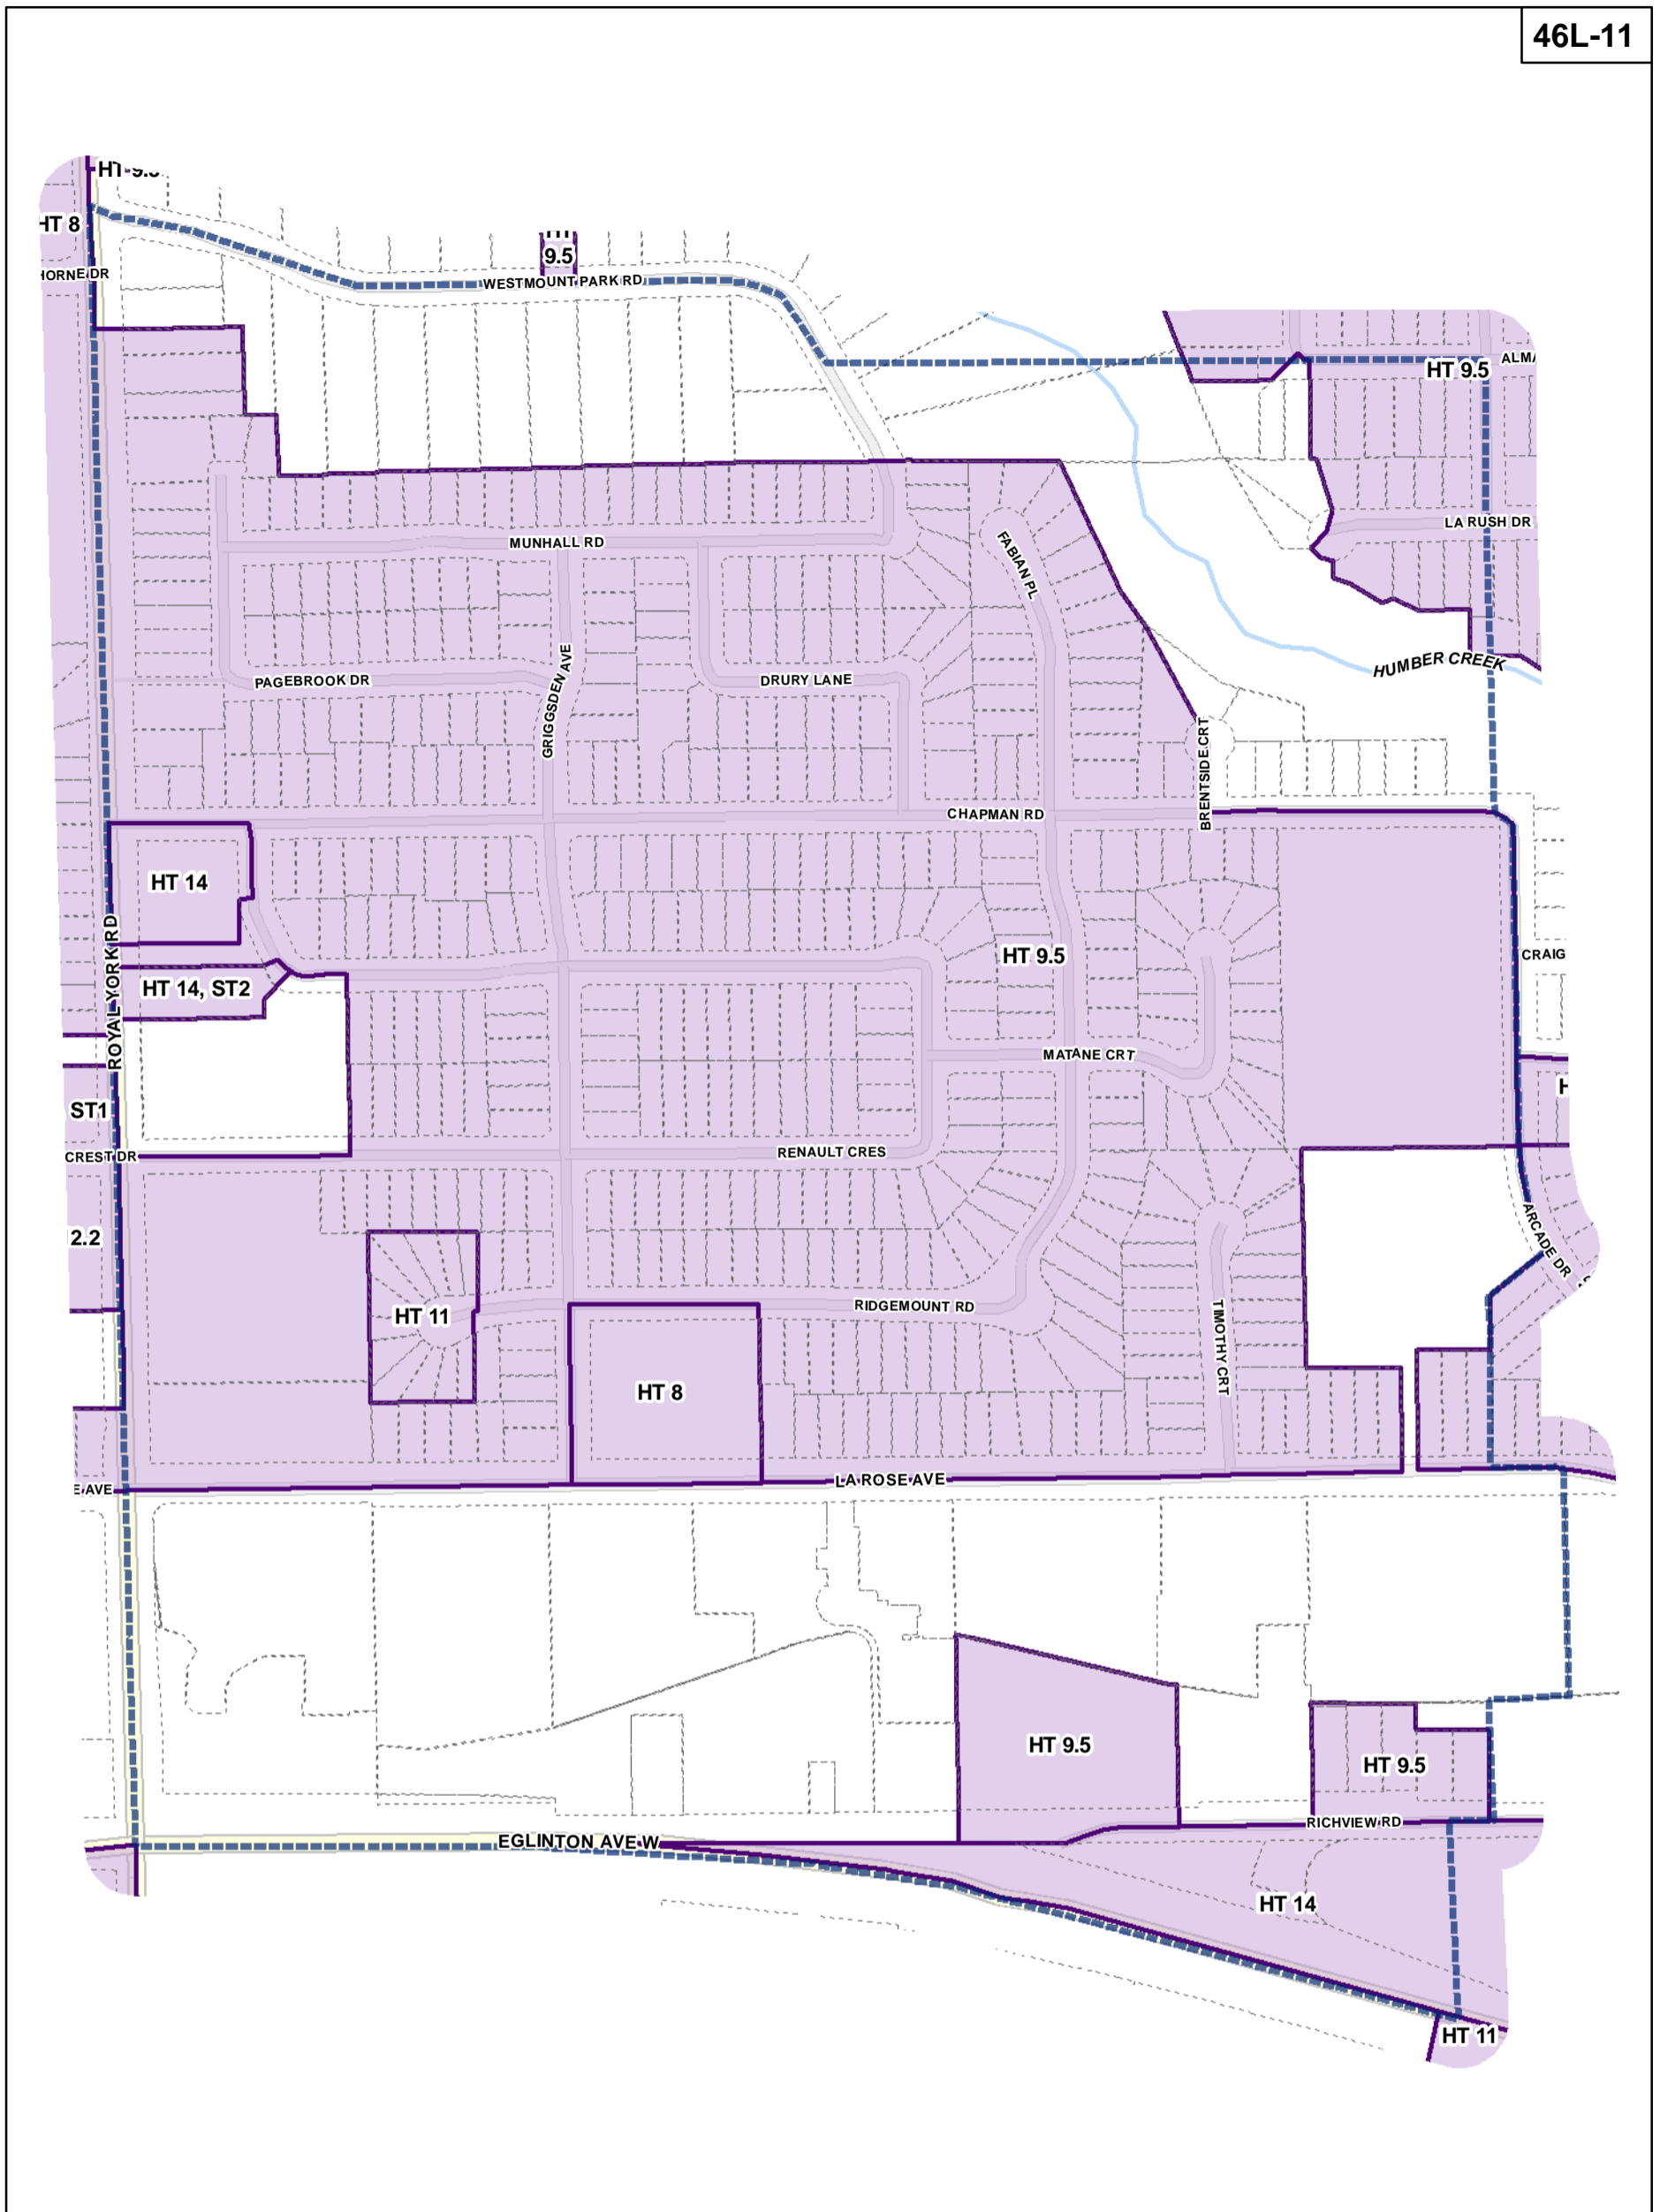 46L-11
HT 9.5
HT 8
HORNE DR
9.5
WESTMOUNT PARK RD
ALMA
HT 9.5
LA RUSH DR
MUNHALL RD
FABIAN PL
HUMBER CREEK
PAGEBROOK DR
GRIGGSDEN AVE
DRURY LANE
BRENTSIDE CRT
CHAPMAN RD
HT 14
ROYAL YORK RD
HT 9.5
CRAIG
HT 14, ST2
MATANE CRT
ST1
H
CREST DR
RENAULT CRES
2.2
ARCADE DR
HT 11
RIDGEMOUNT RD
TIMOTHY CRT
HT 8
LA ROSE AVE
E AVE
HT 9.5
HT 9.5
RICHVIEW RD
EGLINTON AVE W
HT 14
HT 11